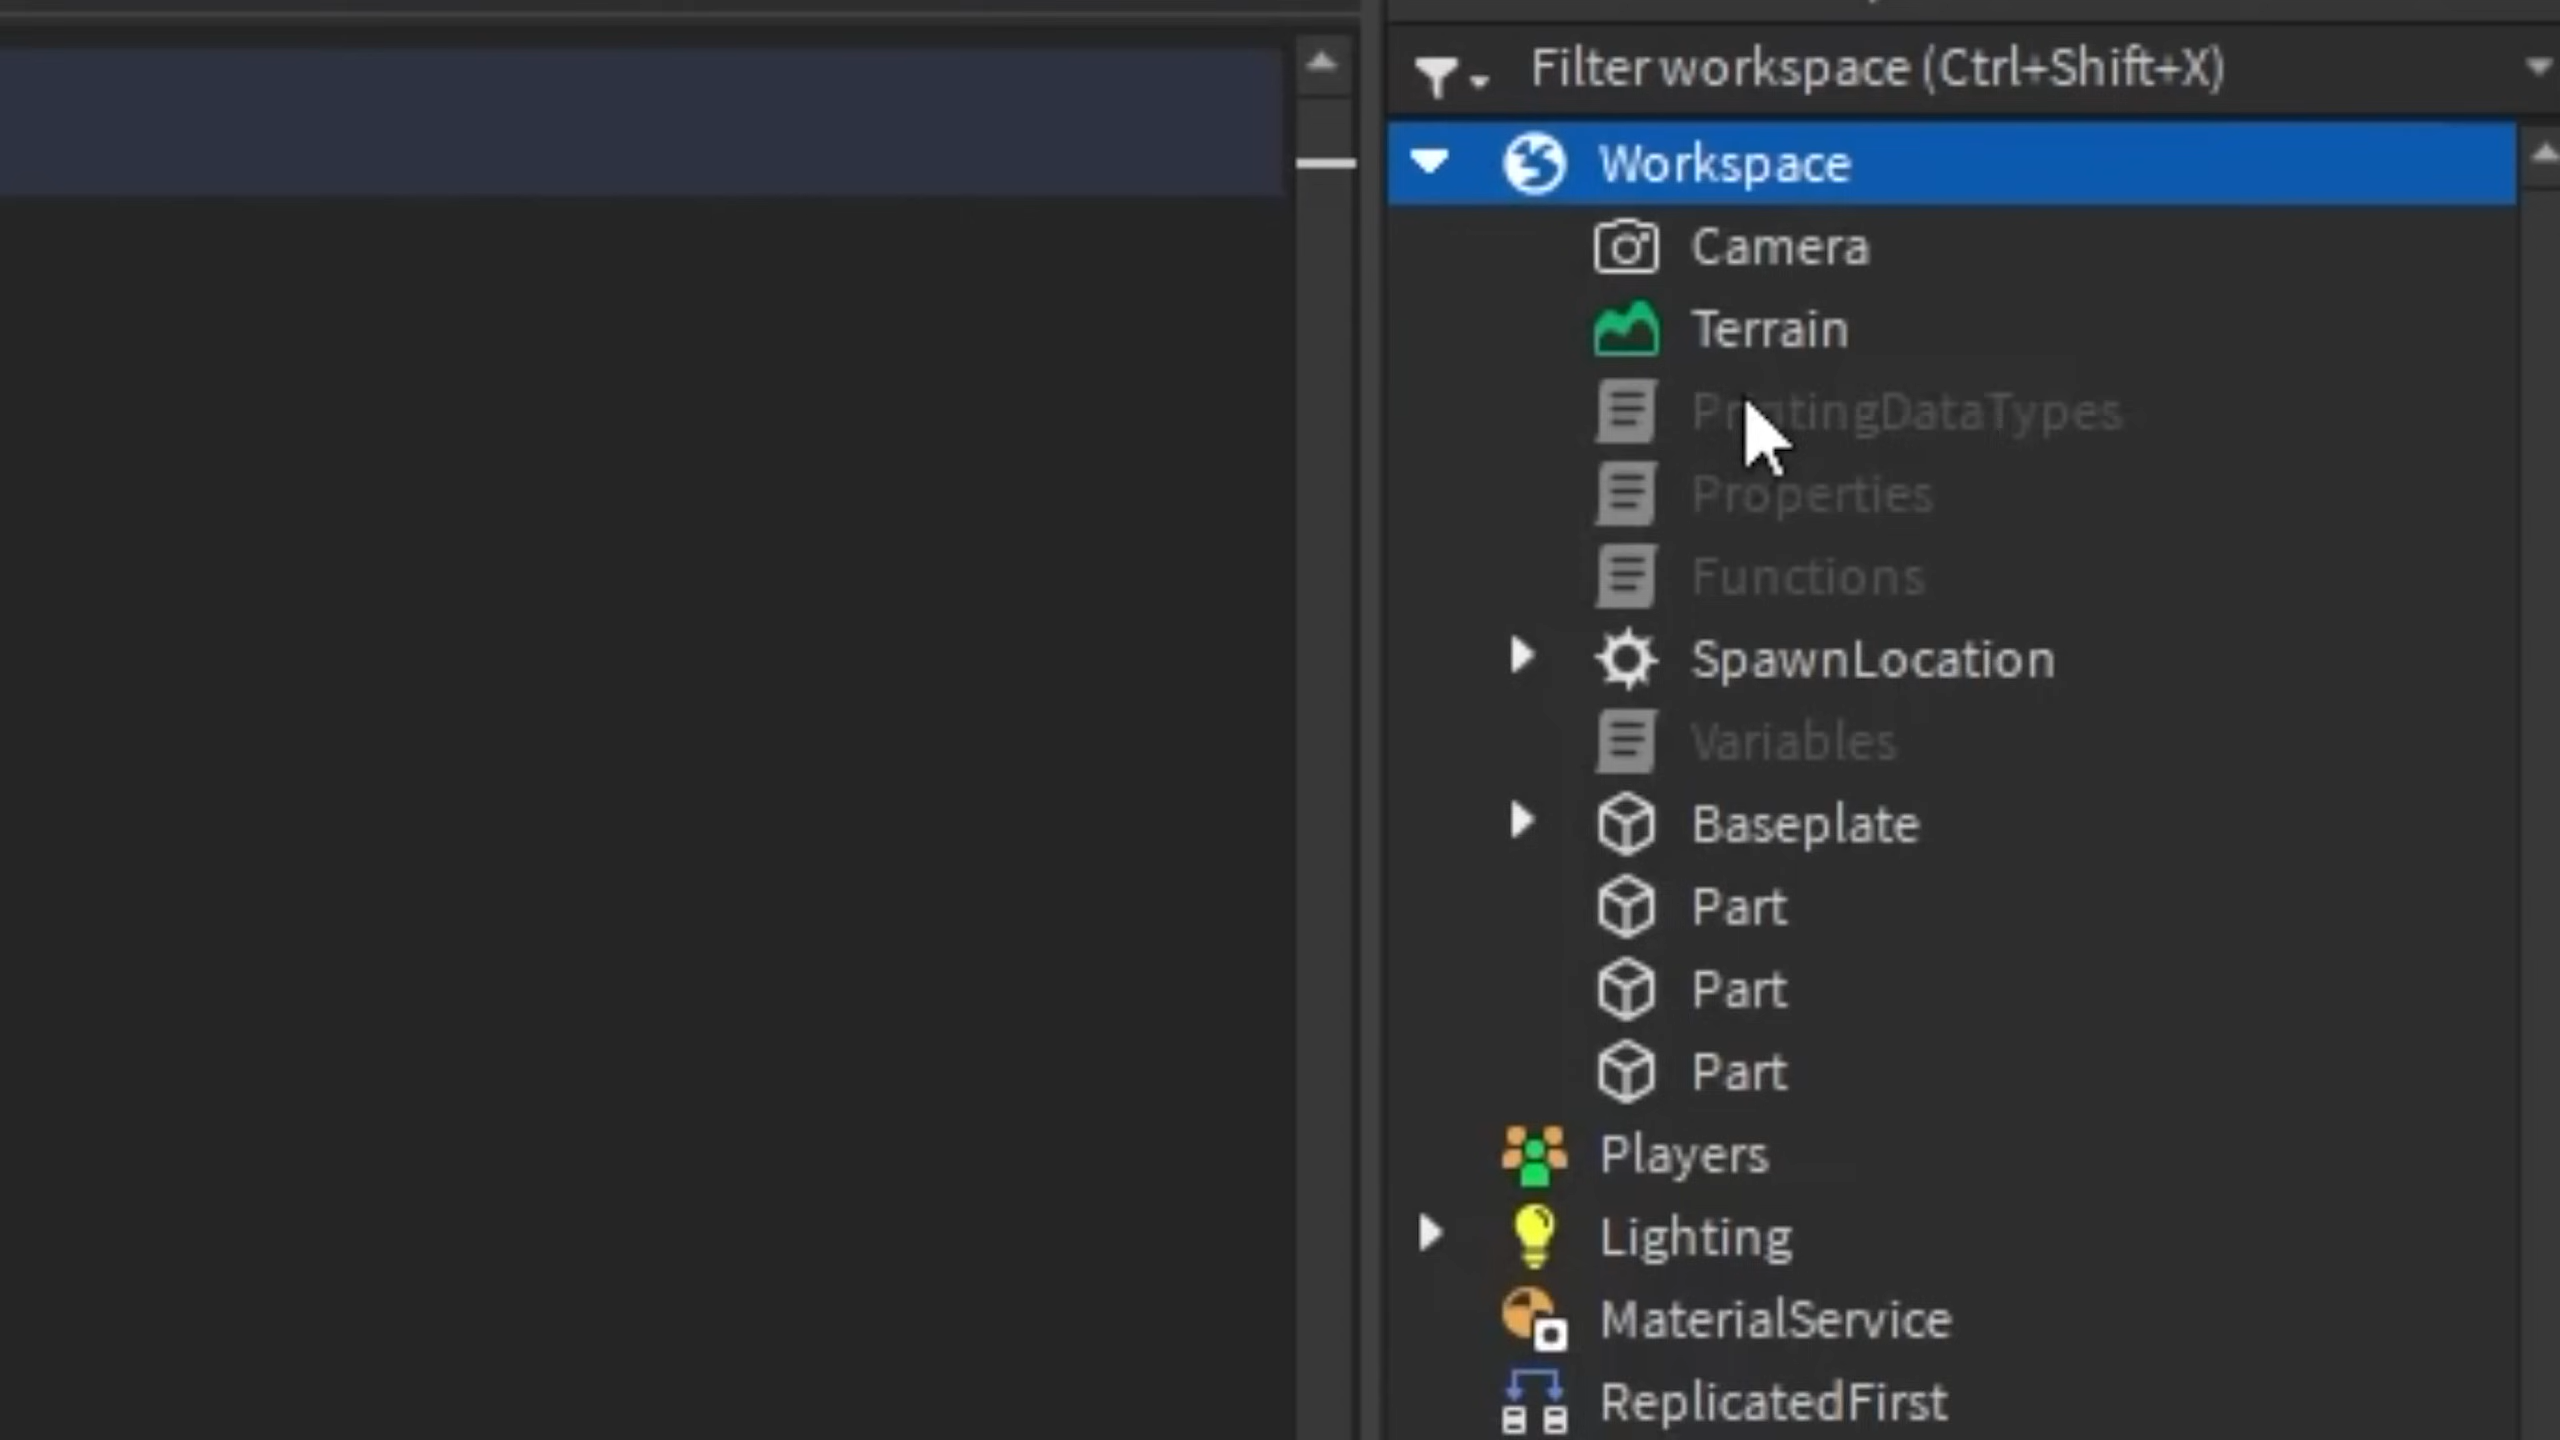 Filter workspace (Ctrl+Shift+X)
Workspace
Camera
Terrain
PrintingDataTypes
Properties
Functions
SpawnLocation
Variables
Baseplate
Part
Part
Part
Players
Lighting
MaterialService
ReplicatedFirst